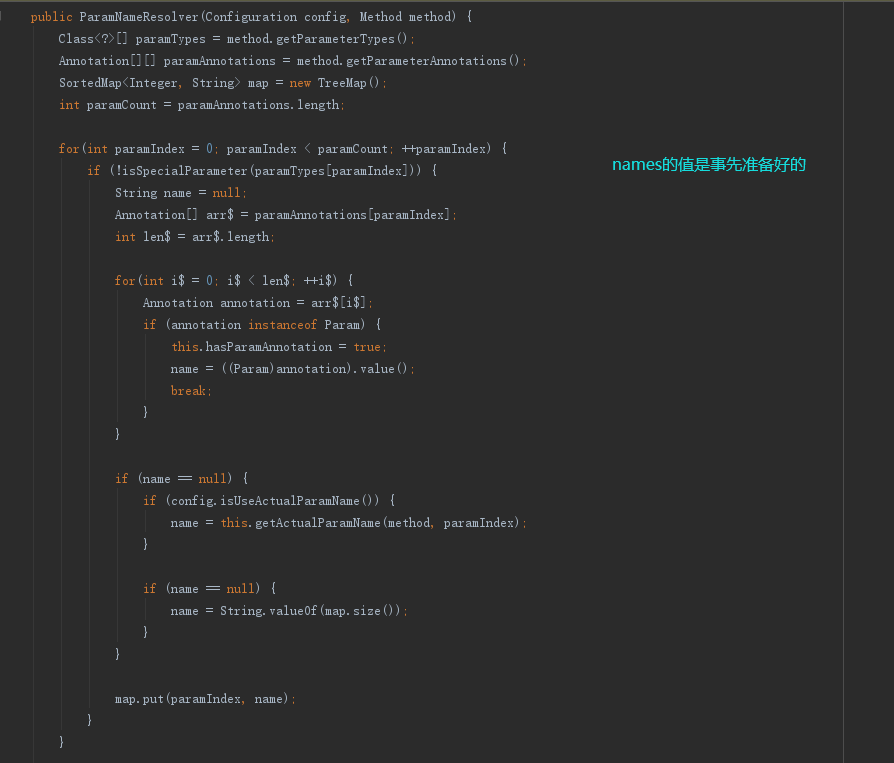 public ParamNameResolver(Configuration config, Method method) {
Class<?>[] paramTypes = method.getParameterTypes();
Annotation[][] paramAnnotations = method.getParameterAnnotations();
SortedMap<Integer, String> map = new TreeMap();
int paramCount = paramAnnotations.length;
for(int paramIndex = 0; paramIndex < paramCount; ++paramIndex) {
names的值是事先准备好的
if (!isSpecialParameter(paramTypes[paramIndex])) {
String name = null;
Annotation[] arr$ = paramAnnotations[paramIndex];
int len$ = arr$.length;
for(int i$ = 0; i$ < len$; ++i$) {
Annotation annotation = arr$[i$];
if (annotation instanceof Param) {
this.hasParamAnnotation = true;
name = ((Param)annotation).value();
break;
}
}
if (name == null) {
if (config.isUseActualParamName()) {
name = this.getActualParamName(method, paramIndex);
}
if (name == null) {
name = String.valueOf(map.size());
}
}
map.put(paramIndex, name);
}
}